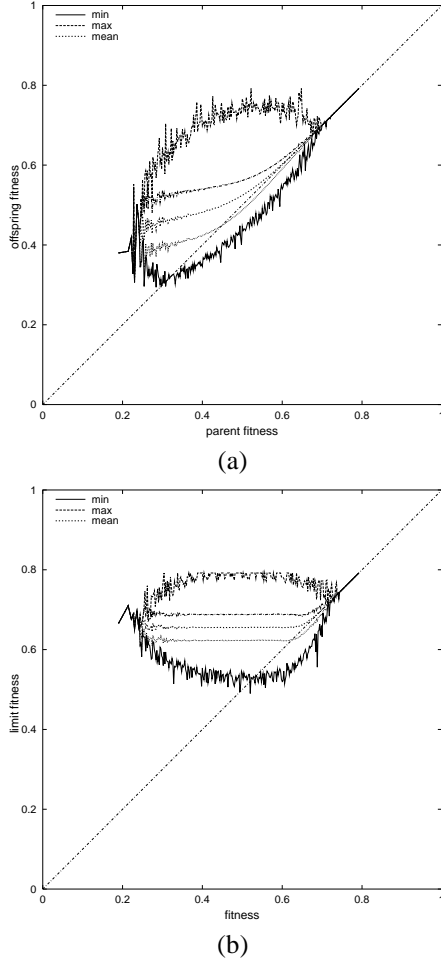 min
max
mean
1
0.8
0.6
0.4
0.2
0
offspring fitness
0 0.2 0.4 0.6 0.8 1
parent fitness
(a)
min
max
mean
1
0.8
0.6
0.4
0.2
0
limit fitness
0 0.2 0.4 0.6 0.8 1
fitness
(b)